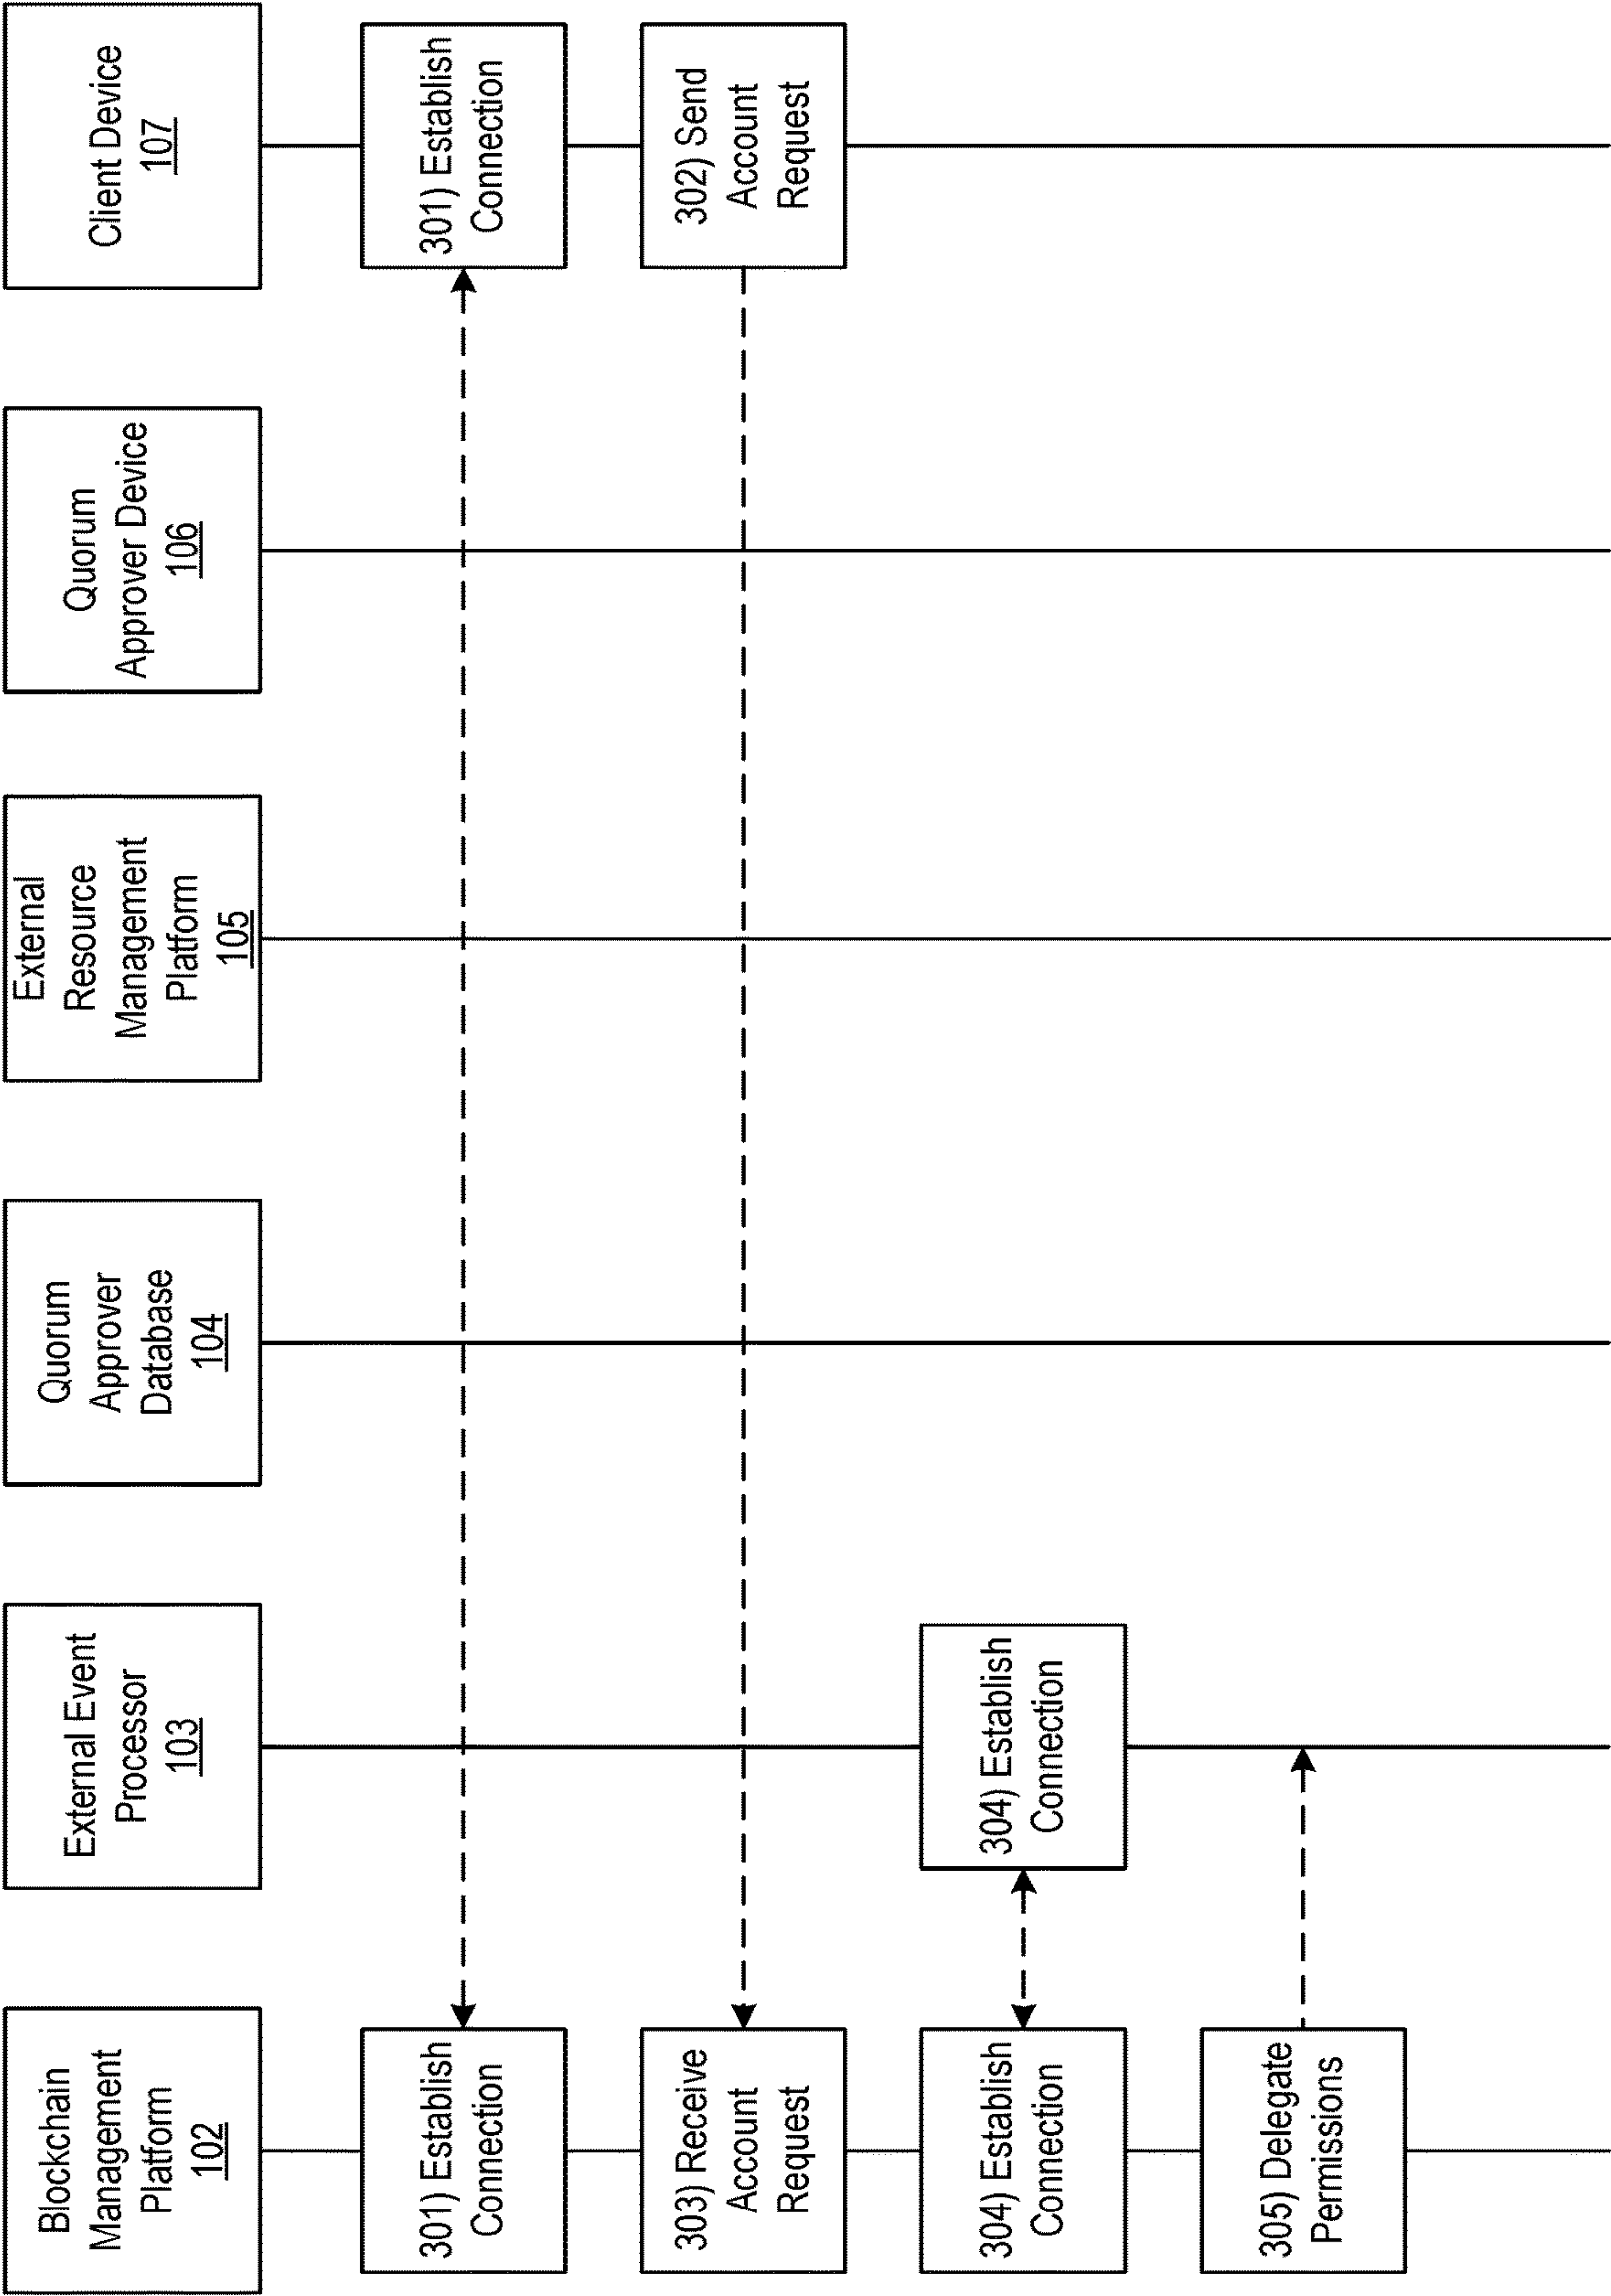 Blockchain
Management
Platform
102
External Event
Processor
103
Quorum
Approver
Database
104
External
Resource
Management
Platform
105
Quorum
Approver Device
106
Client Device
107
301) Establish
Connection
301) Establish
Connection
303) Receive
Account
Request
302) Send
Account
Request
304) Establish
Connection
304) Establish
Connection
305) Delegate
Permissions